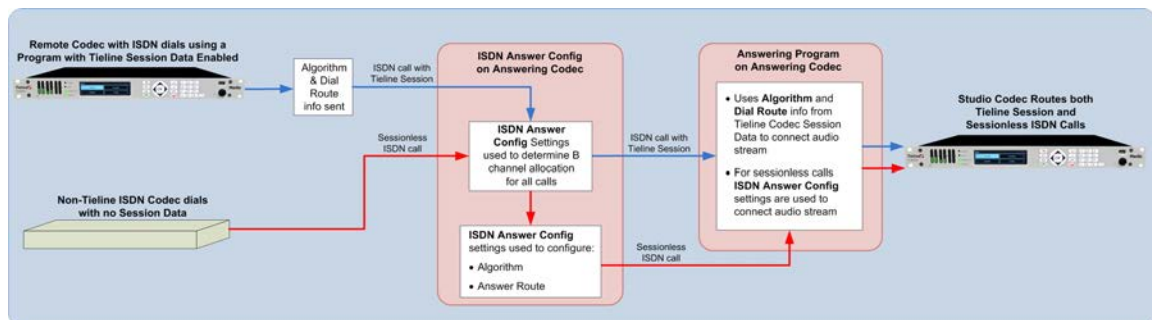 Remote Codec with ISDN dials using a
Program with Tieline Session Data Enabled
Algorithm
& Dial
Route
info sent
ISDN call with
Tieline Session
Sessionless
ISDN call
Non-Tieline ISDN Codec dials
with no Session Data
ISDN Answer Config
on Answering Codec
ISDN Answer
Config Settings
used to determine B
channel allocation
for all calls
ISDN Answer Config
settings used to configure:
• Algorithm
• Answer Route
ISDN call with
Tieline Session
Sessionless
ISDN call
Answering Program
on Answering Codec
• Uses Algorithm and
Dial Route info from
Tieline Codec Session
Data to connect audio
stream
• For sessionless calls
ISDN Answer Config
settings are used to
connect audio stream
Studio Codec Routes both
Tieline Session and
Sessionless ISDN Calls